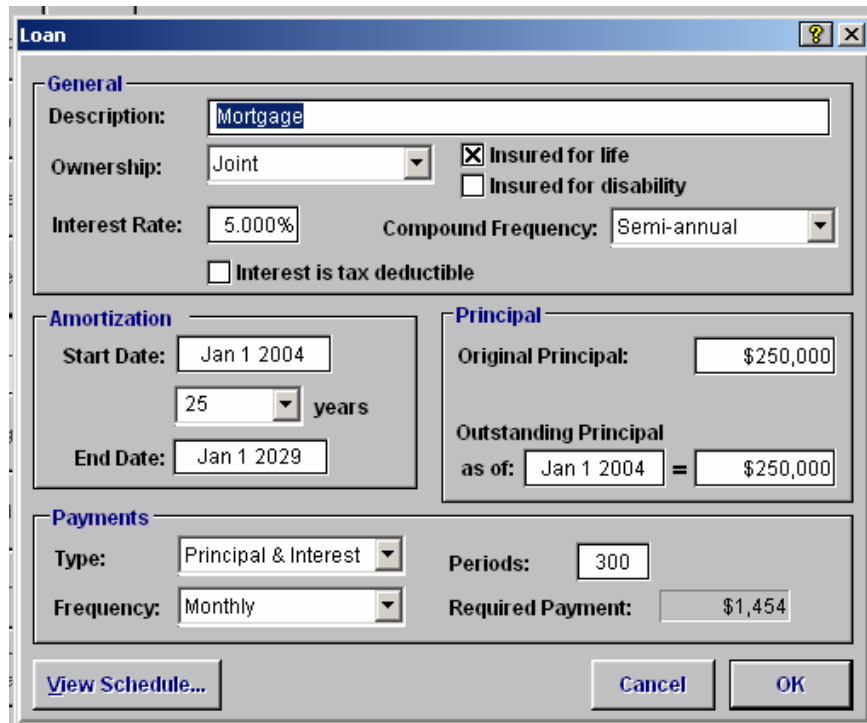 Loan
General
Description: Mortgage
Ownership: Joint
Insured for life
Insured for disability
Interest Rate: 5.000% Compound Frequency: Semi-annual
Interest is tax deductible
Amortization
Start Date: Jan 1 2004
25 years
End Date: Jan 1 2029
Principal
Original Principal: $250,000
Outstanding Principal
as of: Jan 1 2004 = $250,000
Payments
Type: Principal & Interest Periods: 300
Frequency: Monthly Required Payment: $1,454
View Schedule... Cancel OK